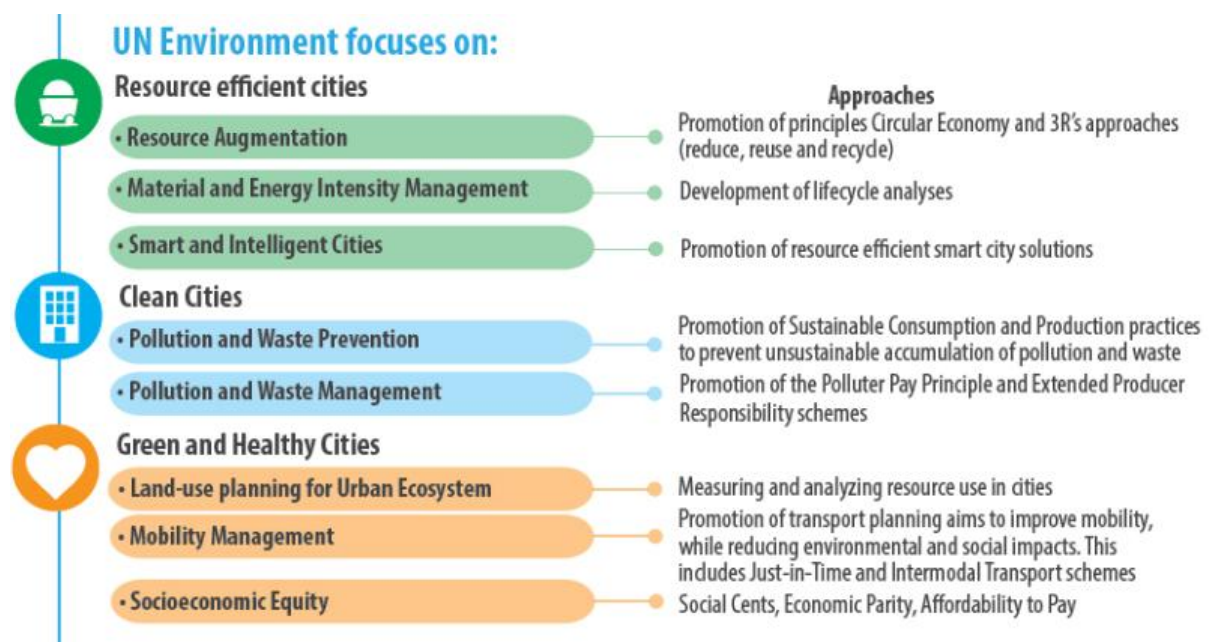 UN Environment focuses on:
Resource efficient cities
Approaches
• Resource Augmentation
Promotion of principles Circular Economy and 3R's approaches
(reduce, reuse and recycle)
• Material and Energy Intensity Management
Development of lifecycle analyses
• Smart and Intelligent Cities
Promotion of resource efficient smart city solutions
Clean Cities
• Pollution and Waste Prevention
Promotion of Sustainable Consumption and Production practices
to prevent unsustainable accumulation of pollution and waste
• Pollution and Waste Management
Promotion of the Polluter Pay Principle and Extended Producer
Responsibility schemes
Green and Healthy Cities
• Land-use planning for Urban Ecosystem
Measuring and analyzing resource use in cities
• Mobility Management
Promotion of transport planning aims to improve mobility,
while reducing environmental and social impacts. This
includes Just-in-Time and Intermodal Transport schemes
• Socioeconomic Equity
Social Cents, Economic Parity, Affordability to Pay